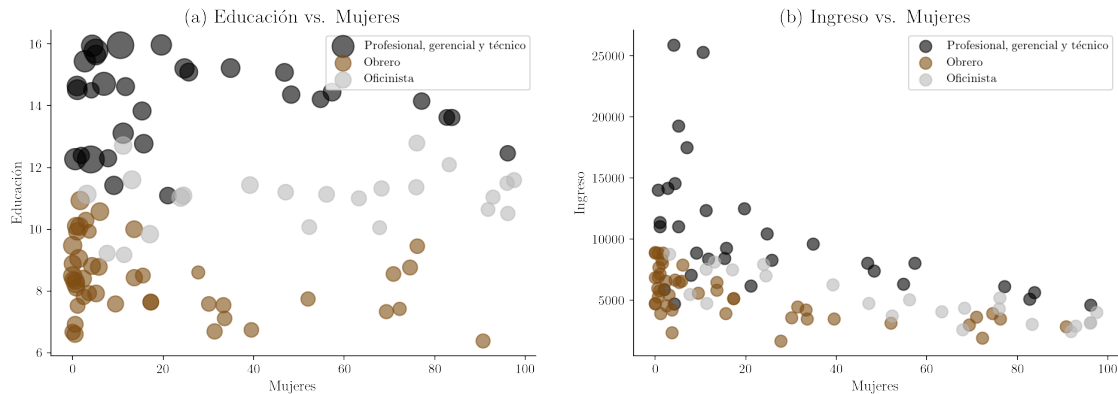 (a) Educación vs. Mujeres
Educación
16
14
12
10
8
6
Profesional, gerencial y técnico
Obrero
Oficinista
0
20
40
60
80
100
Mujeres
(b) Ingreso vs. Mujeres
Ingreso
25000
20000
15000
10000
5000
Profesional, gerencial y técnico
Obrero
Oficinista
0
20
40
60
80
100
Mujeres